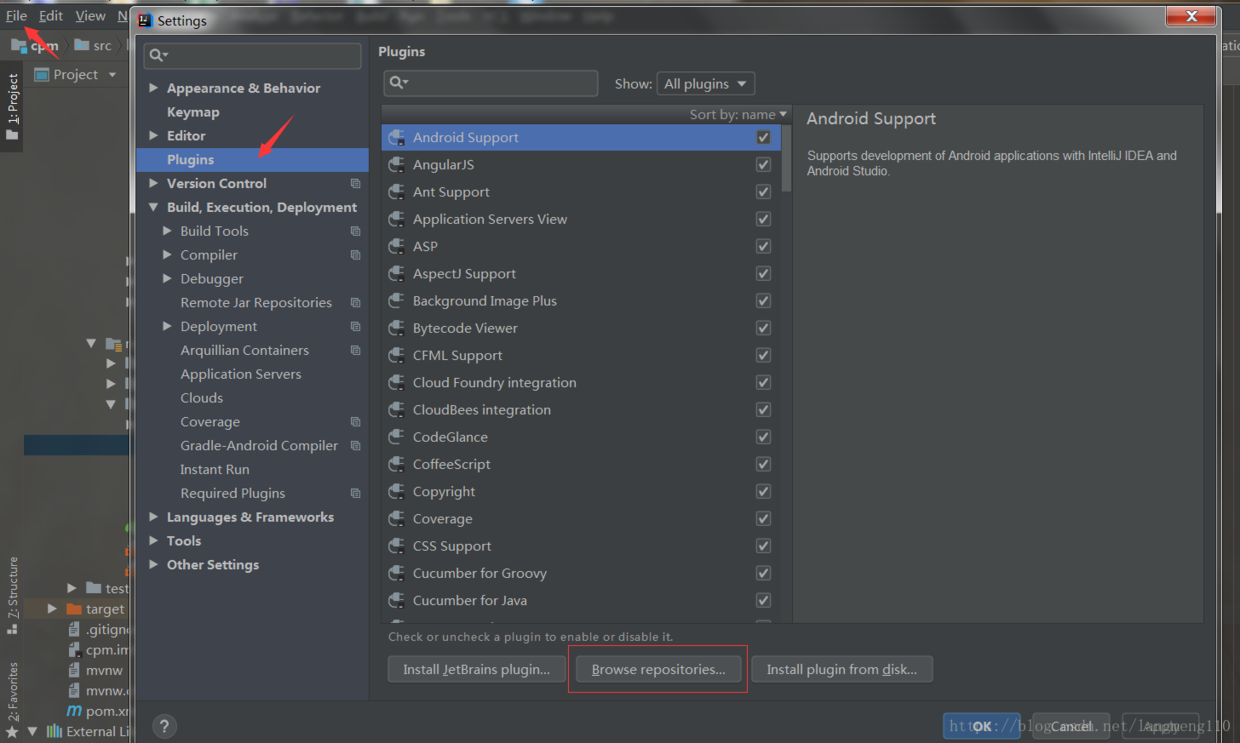 File Edit View N
Settings
cpm src
Project
1: Project
7: Structure
2: Favorites
test
target
cpm.im
mvnw
pom.xm
External Li
Appearance & Behavior
Keymap
Editor
Plugins
Version Control
Build, Execution, Deployment
Build Tools
Compiler
Debugger
Remote Jar Repositories
Deployment
Arquillian Containers
Application Servers
Clouds
Coverage
Gradle-Android Compiler
Instant Run
Required Plugins
Languages & Frameworks
Tools
Other Settings
Plugins
Show: All plugins
Sort by: name
Android Support
AngularJS
Ant Support
Application Servers View
ASP
AspectJ Support
Background Image Plus
Bytecode Viewer
CFML Support
Cloud Foundry integration
CloudBees integration
CodeGlance
CoffeeScript
Copyright
Coverage
CSS Support
Cucumber for Groovy
Cucumber for Java
Android Support
Supports development of Android applications with IntelliJ IDEA and
Android Studio.
Check or uncheck a plugin to enable or disable it.
Install JetBrains plugin... Browse repositories... Install plugin from disk...
?
OK Cancel Apply